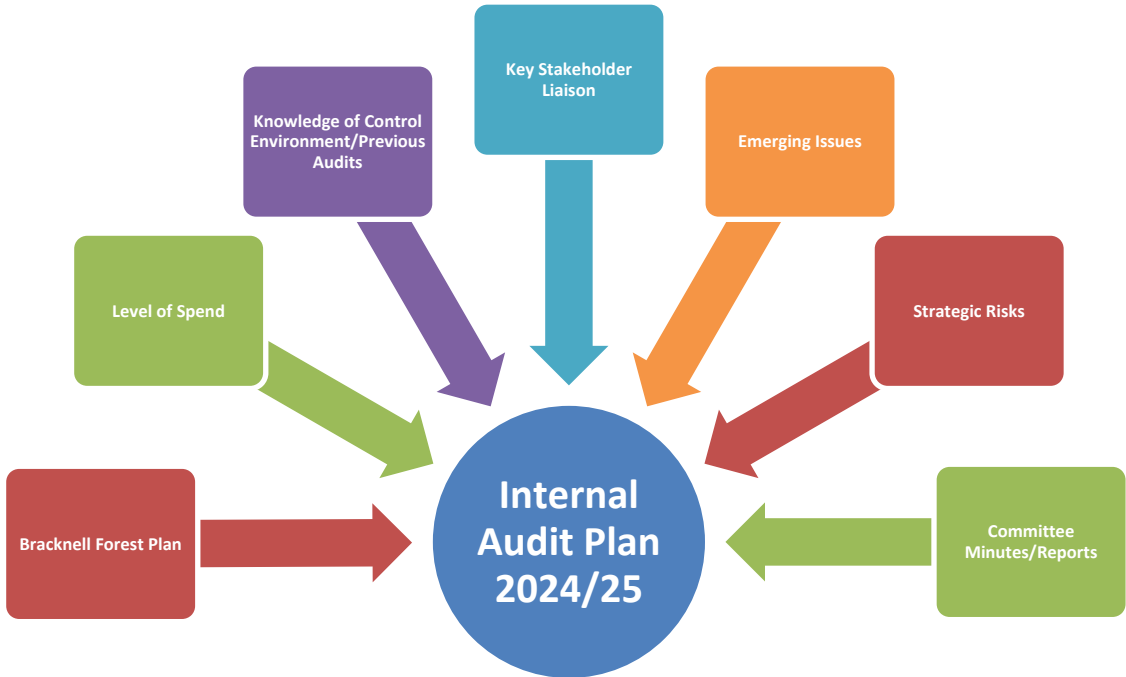 Key Stakeholder
Liaison
Knowledge of Control
Environment/Previous
Audits
Emerging Issues
Level of Spend
Strategic Risks
Bracknell Forest Plan
Internal
Audit Plan
2024/25
Committee
Minutes/Reports